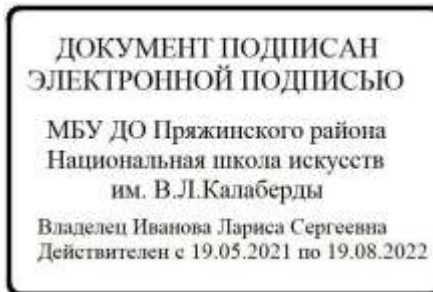 ДОКУМЕНТ ПОДПИСАН
ЭЛЕКТРОННОЙ ПОДПИСЬЮ
МБУ ДО Пряжинского района
Национальная школа искусств
им. В.Л.Калаберды
Владелец Иванова Лариса Сергеевна
Действителен с 19.05.2021 по 19.08.2022